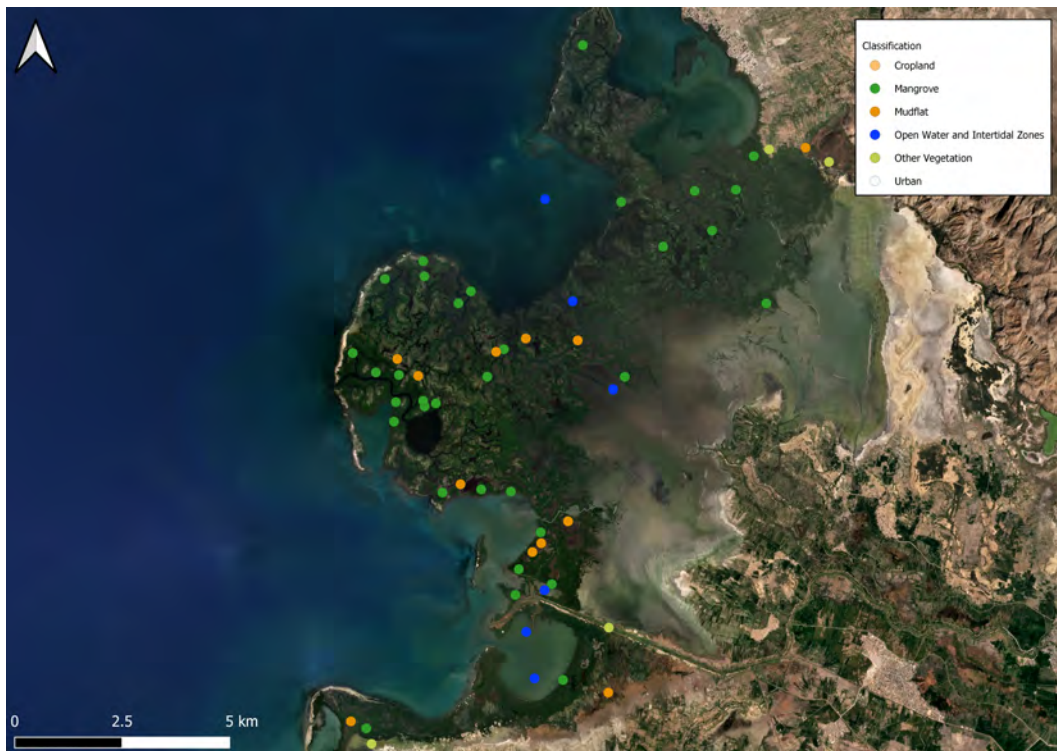 Classification
Cropland
Mangrove
Mudflat
Open Water and Intertidal Zones
Other Vegetation
Urban
0 2.5 5 km